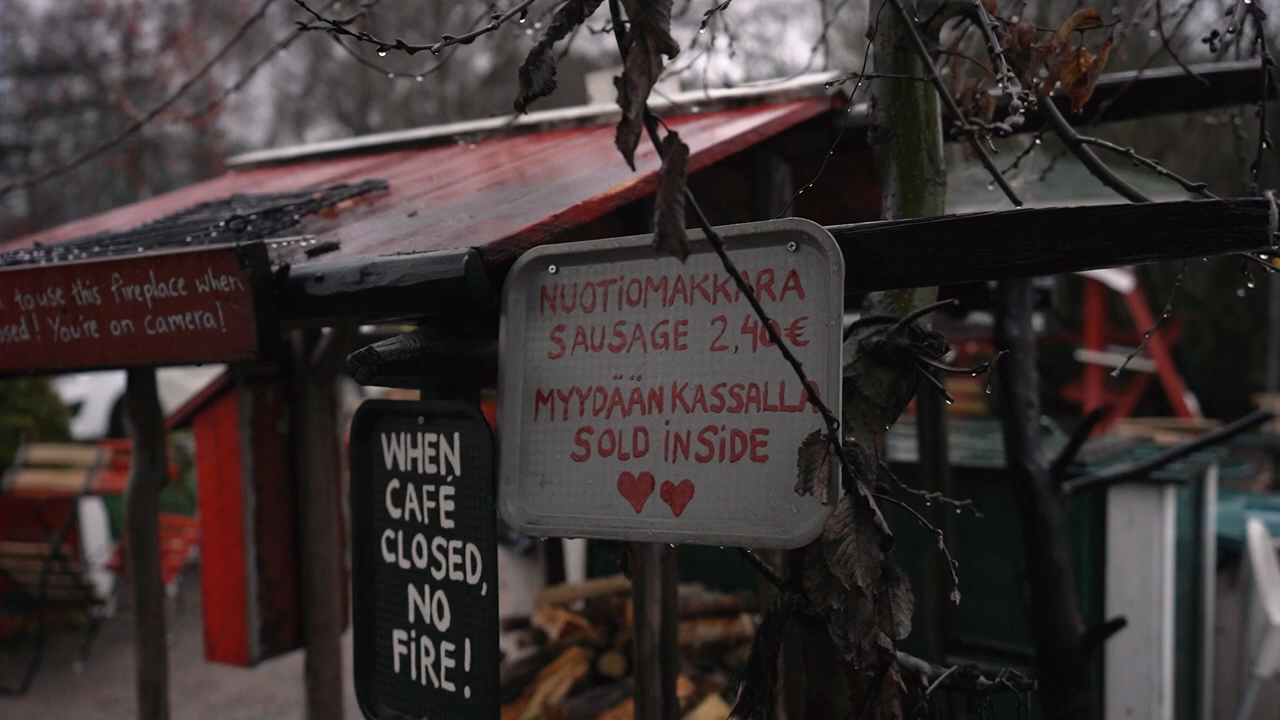 to use this fireplace when
You're on camera!
NUOTIOMAKKARA
SAUSAGE 2,40€
MYYDÄÄN KASSALLA
SOLD INSIDE
WHEN
CAFÉ
CLOSED,
NO
FIRE!